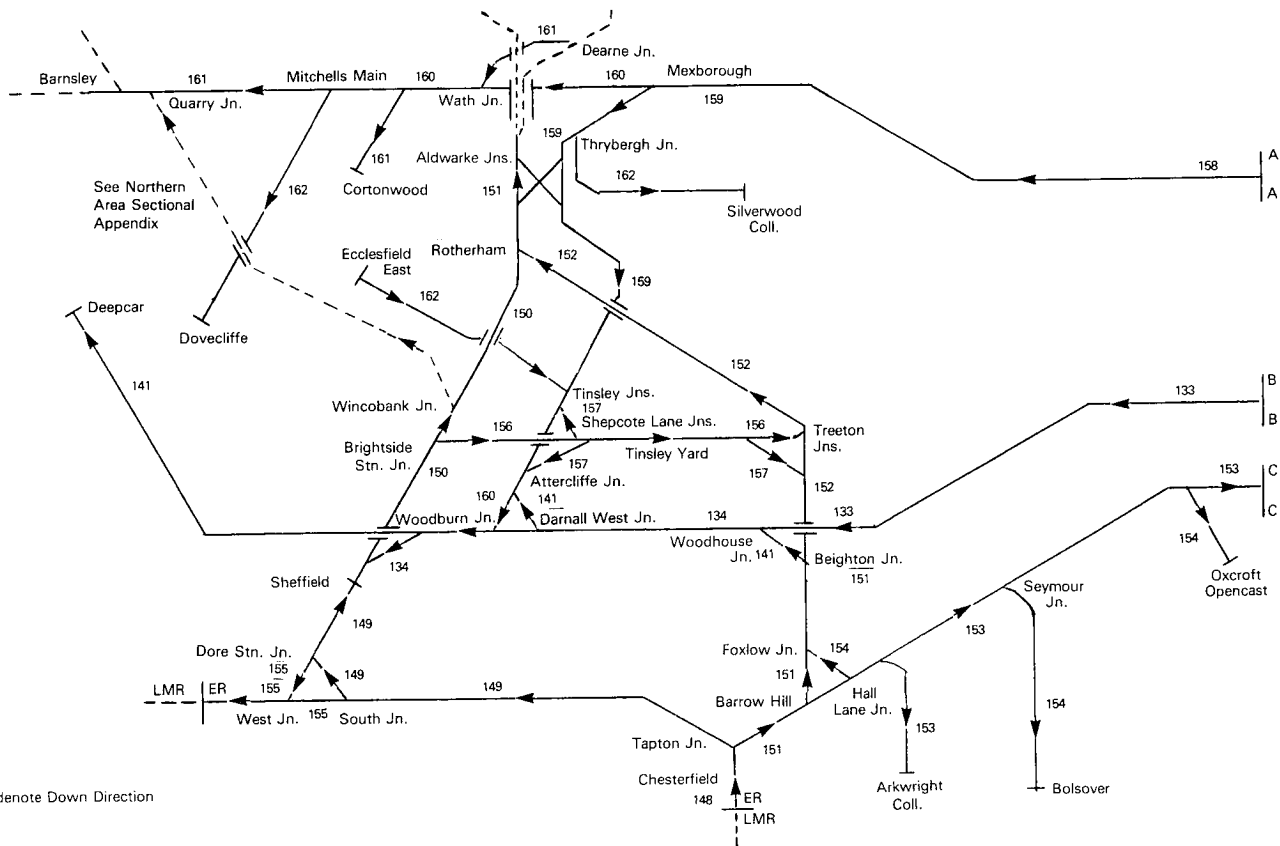 161
Dearne Jn.
Barnsley
161
Mitchells Main
160
160
Mexborough
Quarry Jn.
Wath Jn.
159
159
Thrybergh Jn.
Aldwarke Jns.
A
A
158
161
Cortonwood
151
162
Silverwood
Coll.
See Northern
Area Sectional
Appendix
162
Rotherham
152
Ecclesfield
East
162
159
Deepcar
Dovecliffe
150
141
152
B
B
133
Tinsley Jns.
157
Wincobank Jn.
Shepcote Lane Jns.
156
156
Treeton
Jns.
Brightside
Stn. Jn.
Tinsley Yard
157
157
150
Attercliffe Jn.
152
153
C
C
160
141
Woodburn Jn.
Darnall West Jn.
134
133
Woodhouse
Jn.
141
Beighton Jn.
151
154
Oxcroft
Opencast
134
Sheffield
Seymour
Jn.
149
153
Dore Stn. Jn.
155
149
Foxlow Jn.
154
LMR
ER
155
149
151
Hall
Lane Jn.
Barrow Hill
West Jn.
155
South Jn.
153
154
Tapton Jn.
151
Chesterfield
148
ER
LMR
Arkwright
Coll.
Bolsover
denote Down Direction